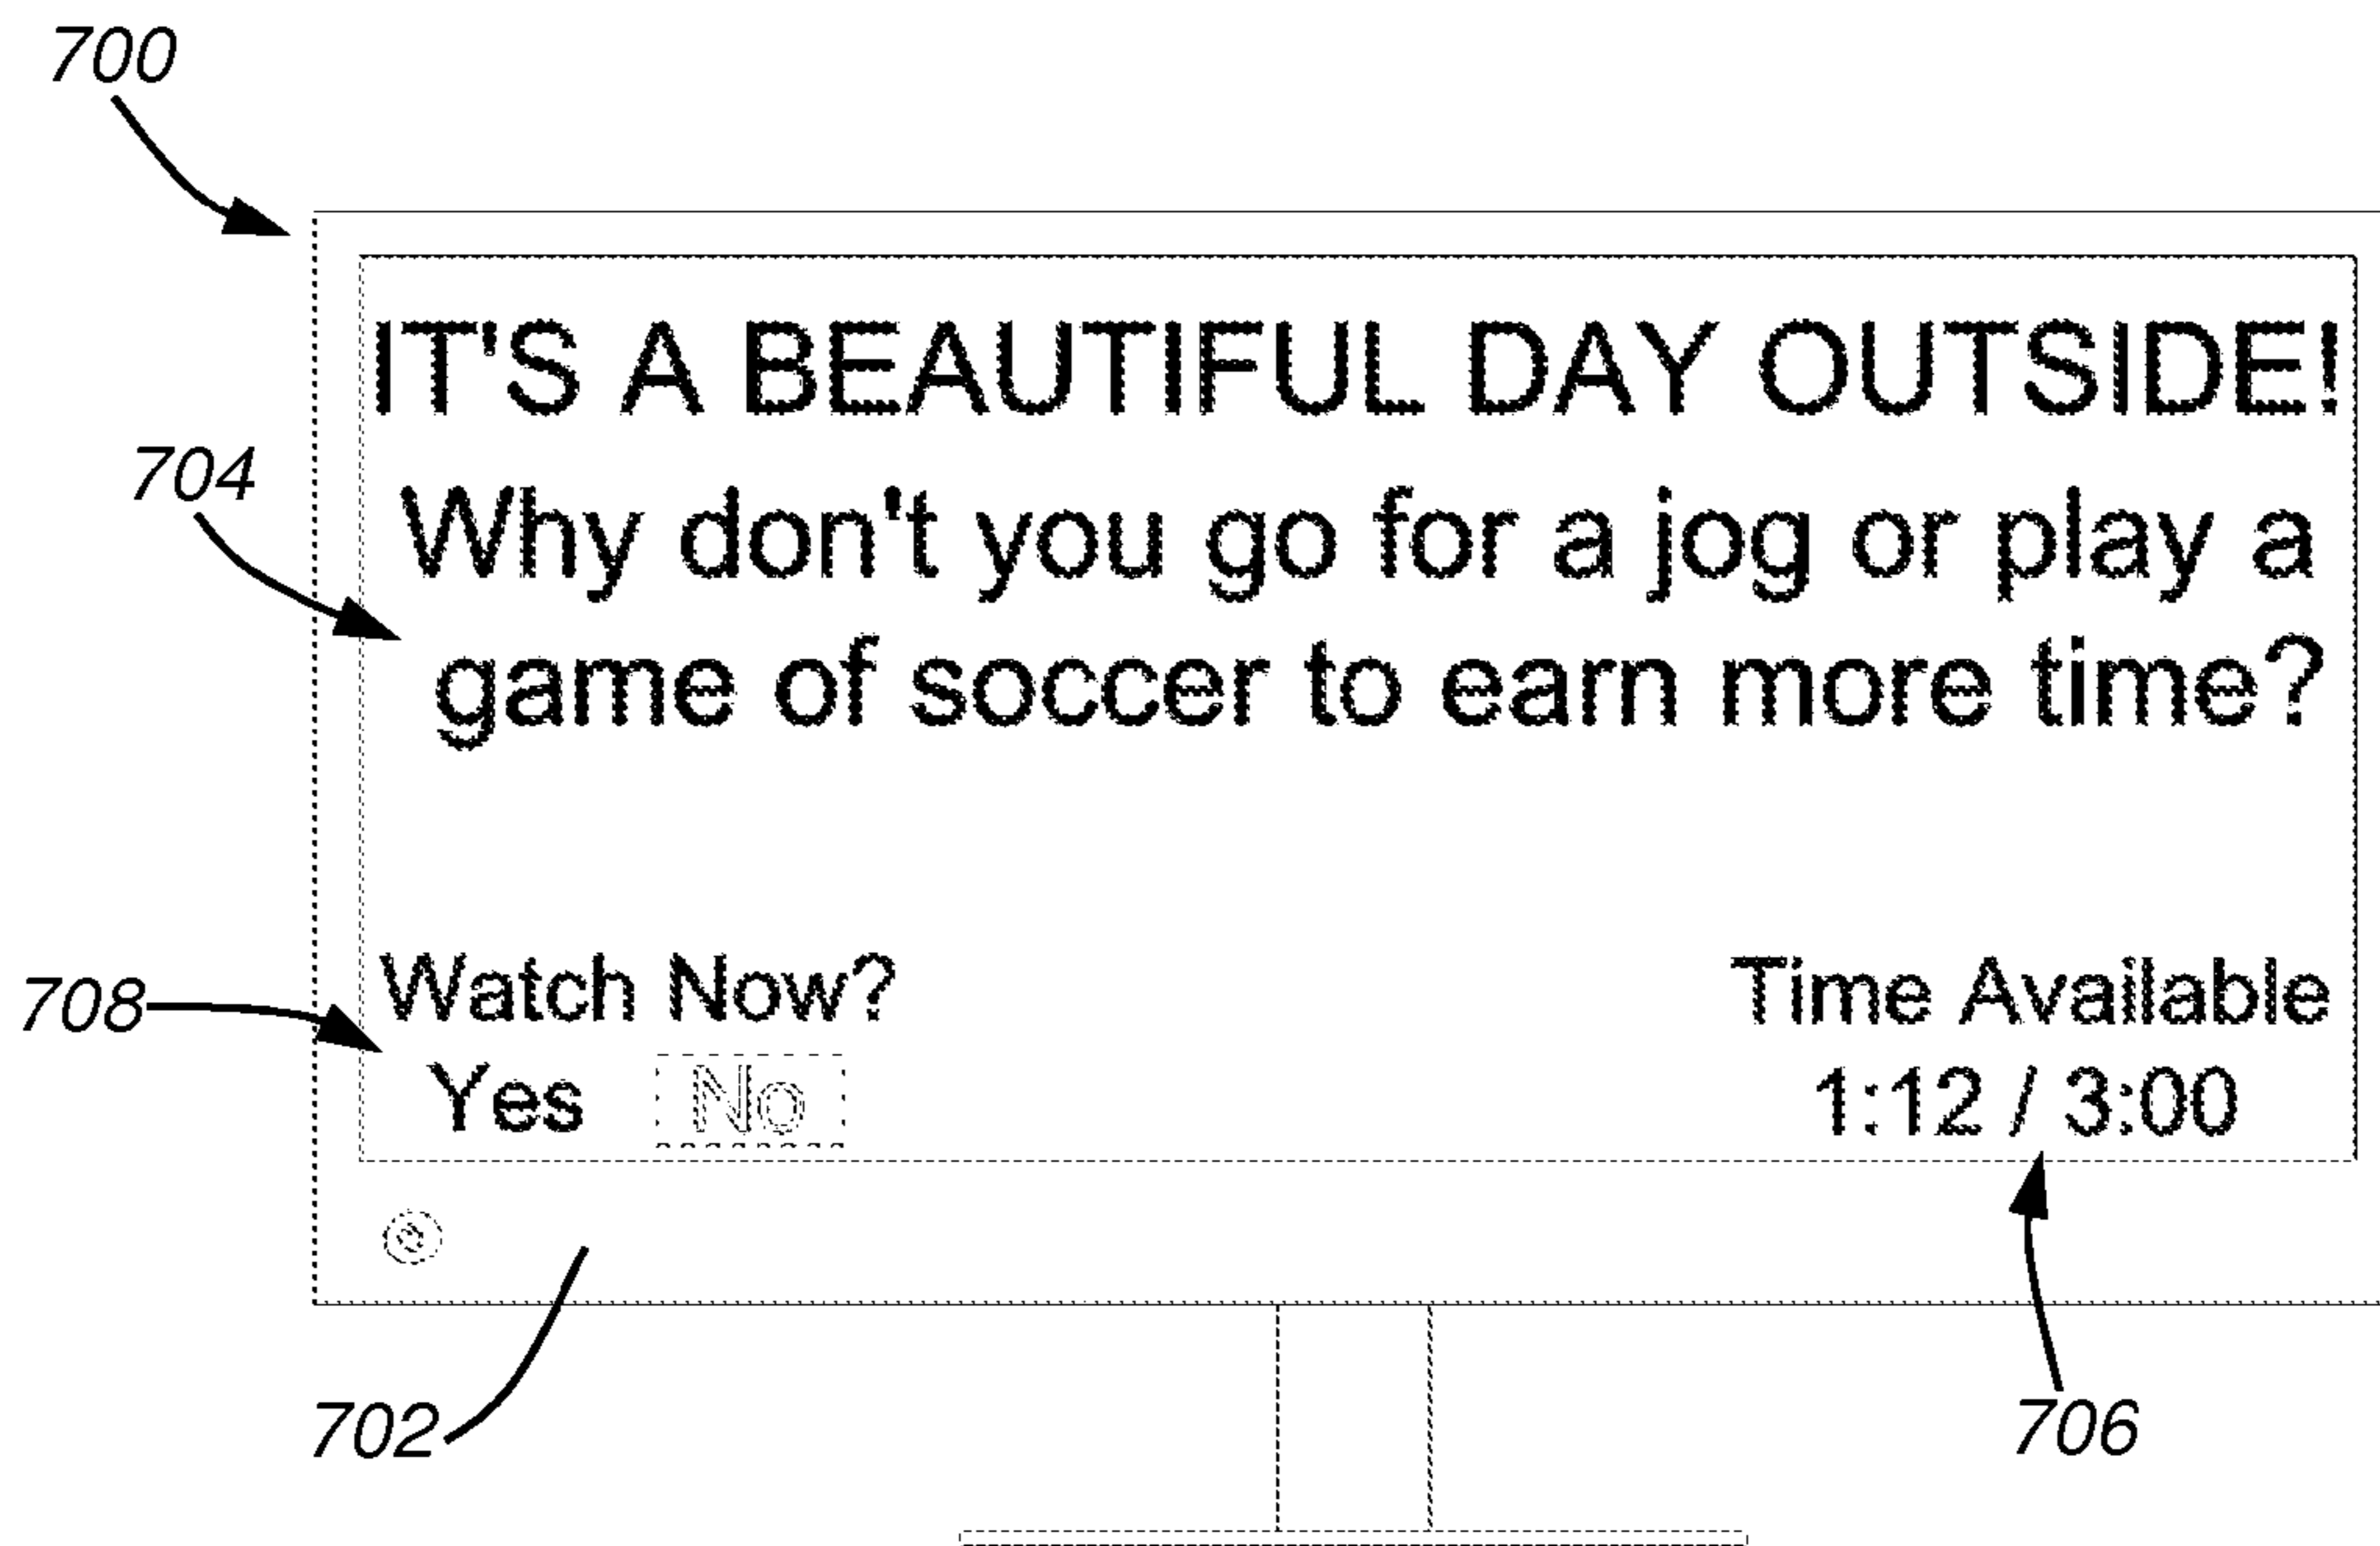 700
IT'S A BEAUTIFUL DAY OUTSIDE!
704
Why don't you go for a jog or play a
game of soccer to earn more time?
Watch Now?
Time Available
708
Yes No
1:12 / 3:00
702
706